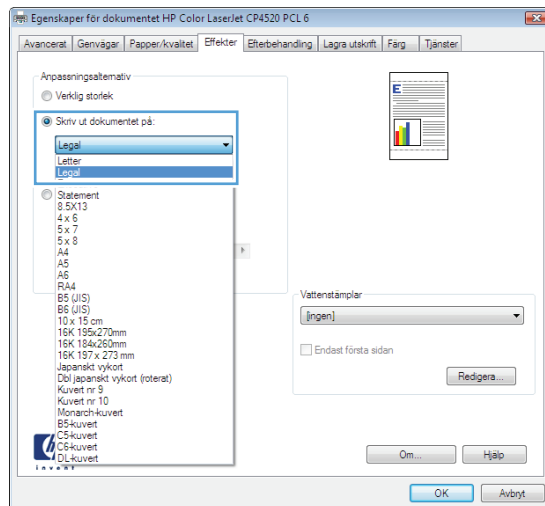 Egenskaper för dokumentet HP Color LaserJet CP4520 PCL 6
Avancerat Genvägar Papper/kvalitet Effekter Efterbehandling Lagra utskrift Färg Tjänster
Anpassningsalternativ
Verklig storlek
Skriv ut dokumentet på:
Legal
Letter
Legal
Statement
8.5X13
4 x 6
5 x 7
5 x 8
A4
A5
A6
RA4
B5 (JIS)
B6 (JIS)
10 x 15 cm
16K 195x270mm
16K 184x260mm
16K 197 x 273 mm
Japanskt vykort
Dbl japanskt vykort (roterat)
Kuvert nr 9
Kuvert nr 10
Monarch-kuvert
B5-kuvert
C5-kuvert
C6-kuvert
DL-kuvert
E
Vattenstämplar
[ingen]
Endast första sidan
Redigera...
invent
Om...
Hjälp
OK
Avbryt